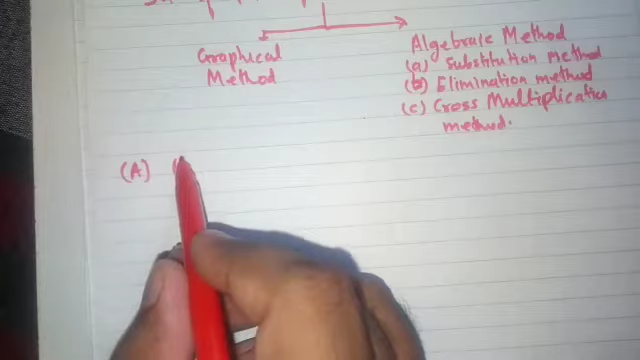 Graphical
Method
Algebraic Method
(a) Substitution method
(b) Elimination method
(c) Cross Multiplication
method.
(A)